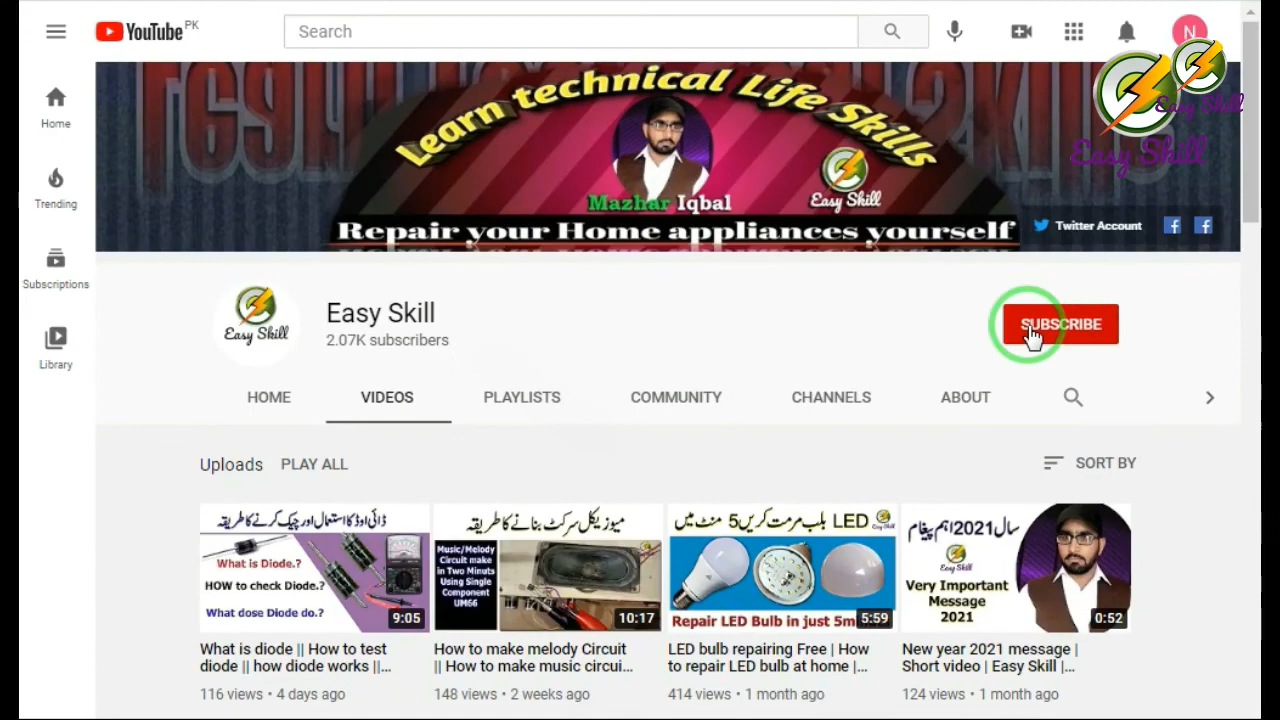 YouTube PK
Search
N
Home
Trending
Subscriptions
Library
Learn technical Life Skills
Mazhar Iqbal
Easy Skill
Repair your Home appliances yourself
Twitter Account
Easy Skill
Easy Skill
Easy Skill
Easy Skill
2.07K subscribers
SUBSCRIBE
HOME VIDEOS PLAYLISTS COMMUNITY CHANNELS ABOUT
Uploads PLAY ALL
SORT BY
ڈائی اوڈ کا استعمال اور چیک کرنے کا طریقہ
What is Diode.?
HOW to check Diode.?
What dose Diode do.?
9:05
What is diode || How to test
diode || how diode works ||...
116 views • 4 days ago
میوزیکل سرکٹ بنانے کا طریقہ
Music/Melody
Circuit make
in Two Minuts
Using Single
Component
UM66
10:17
How to make melody Circuit
|| How to make music circui...
148 views • 2 weeks ago
LED بلب مرمت کریں 5 منٹ میں
Repair LED Bulb in just 5m
5:59
LED bulb repairing Free | How
to repair LED bulb at home |...
414 views • 1 month ago
سال 2021 اہم پیغام
Easy Skill
Very Important
Message
2021
0:52
New year 2021 message |
Short video | Easy Skill |...
124 views • 1 month ago